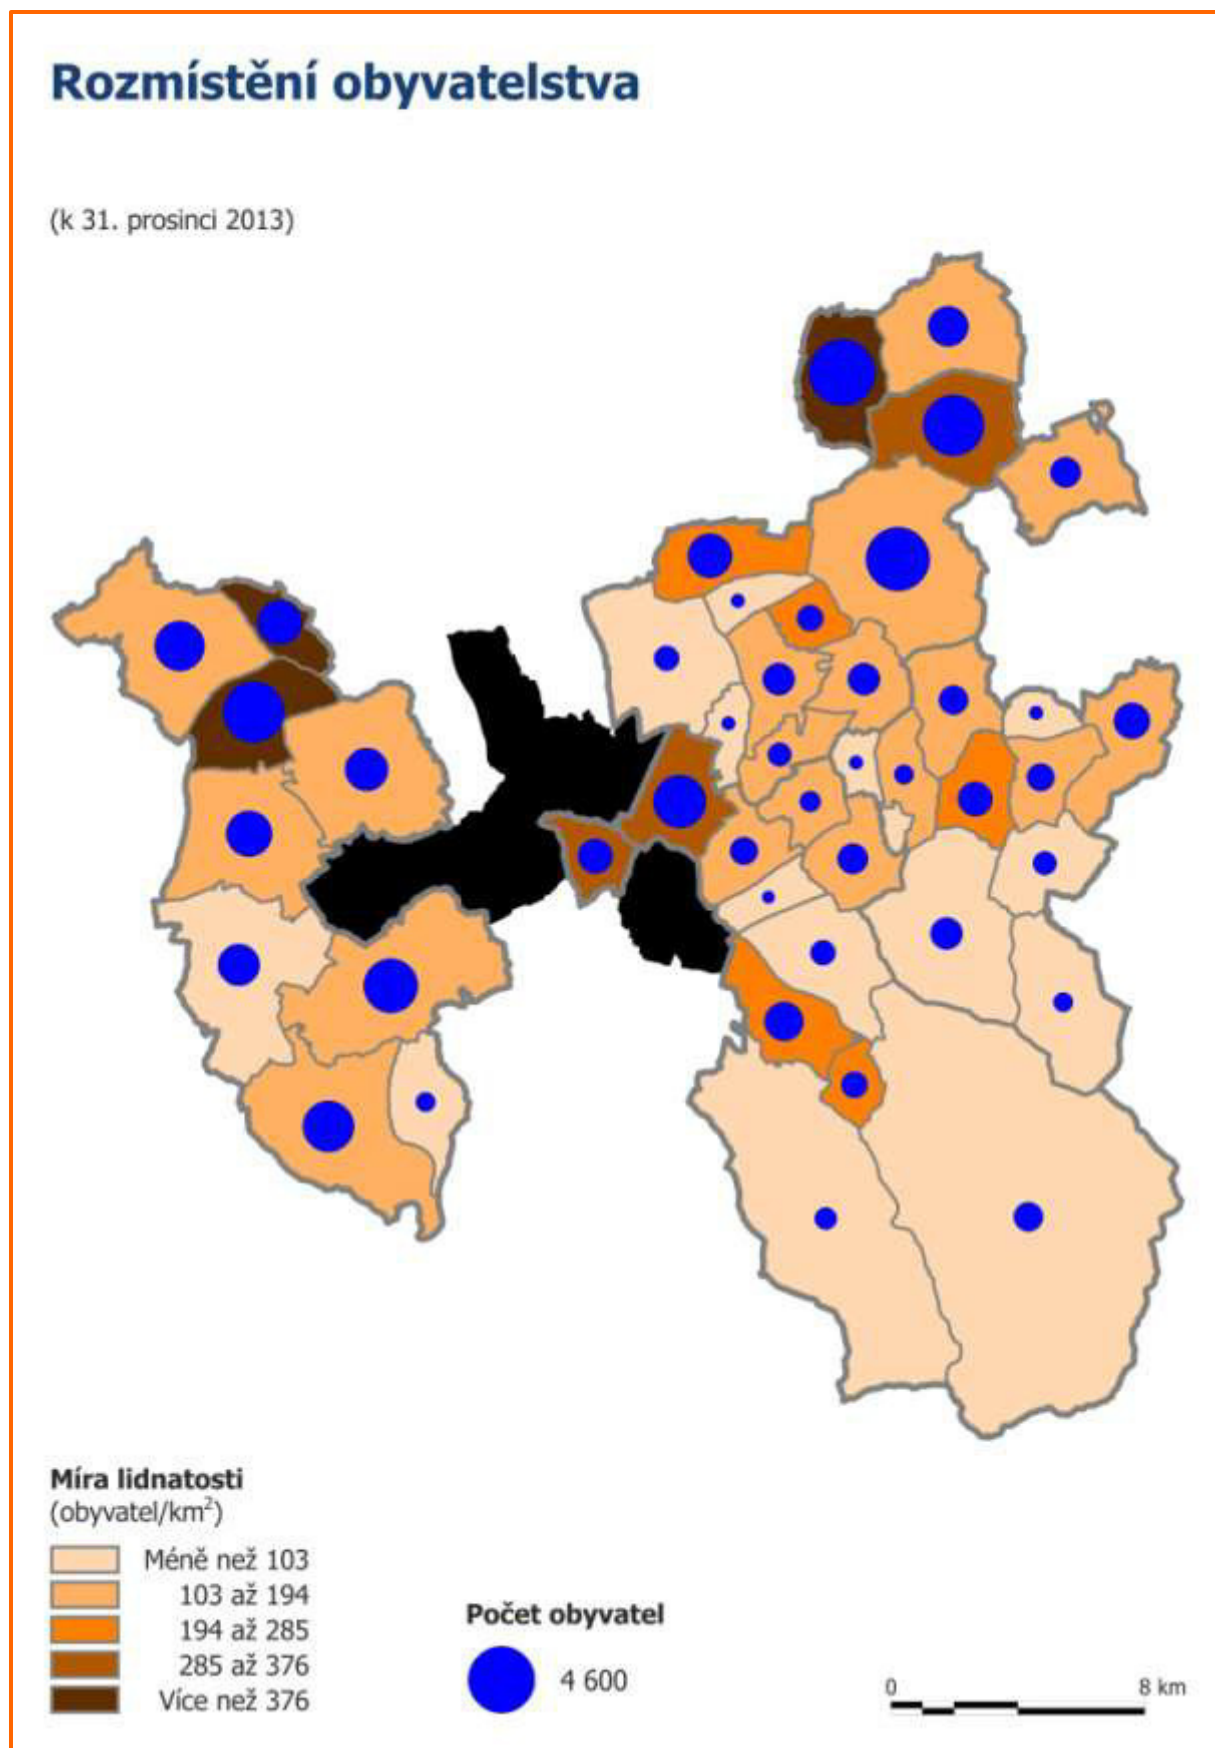 Rozmístění obyvatelstva
(k 31. prosinci 2013)
Míra lidnatosti
(obyvatel/km²)
Méně než 103
103 až 194
194 až 285
285 až 376
Více než 376
Počet obyvatel
4 600
0 8 km